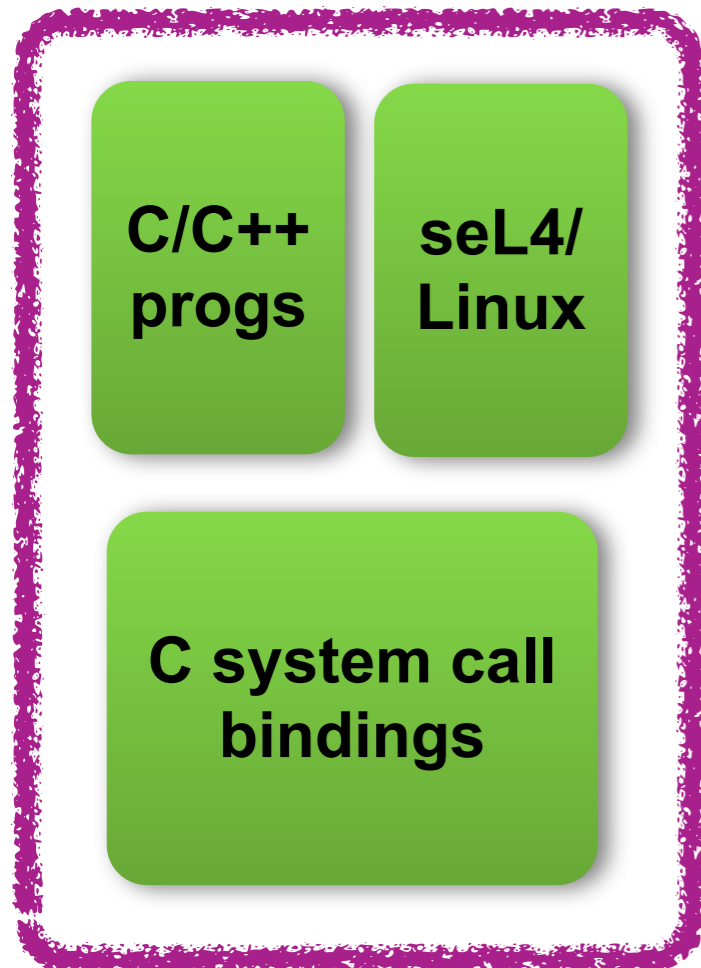 C/C++
progs
seL4/
Linux
C system call
bindings